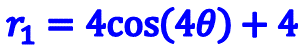 r₁ = 4cos(4θ) + 4